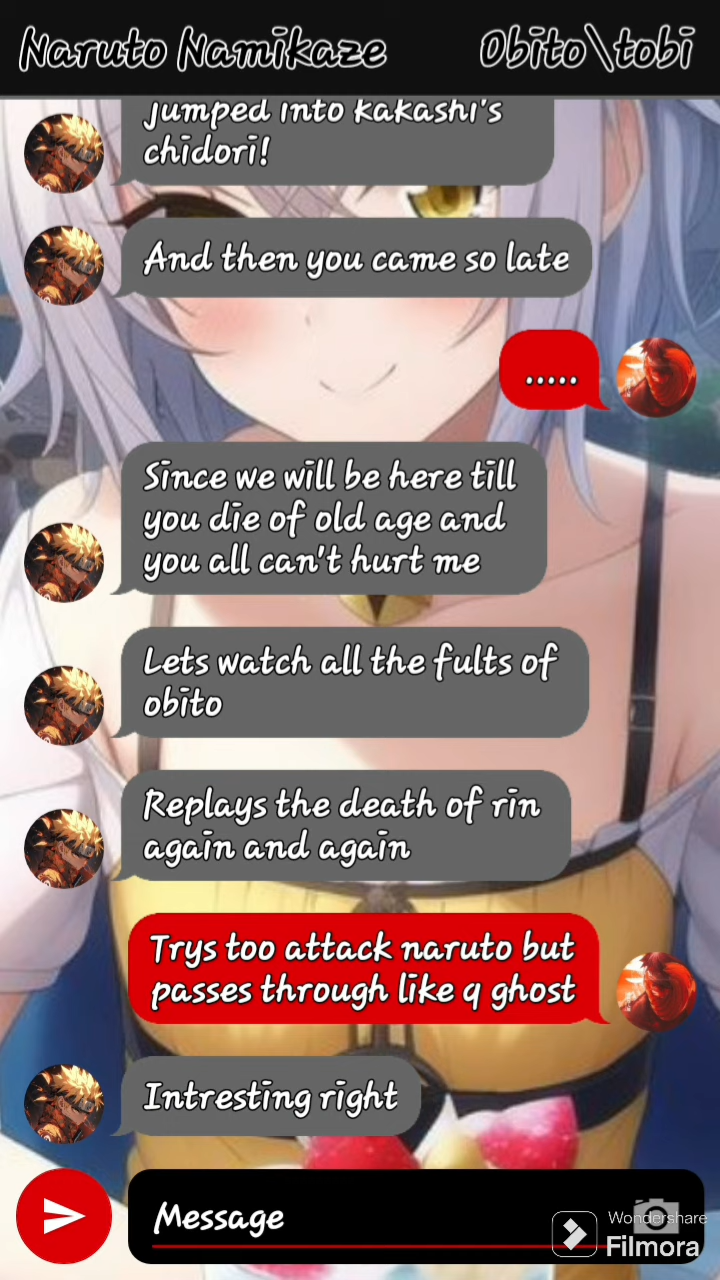 Naruto Namikaze Obito\tobi
jumped into kakashi's
chidori!
And then you came so late
.....
Since we will be here till
you die of old age and
you all can't hurt me
Lets watch all the fults of
obito
Replays the death of rin
again and again
Trys too attack naruto but
passes through like q ghost
Intresting right
Message
Wondershare
Filmora